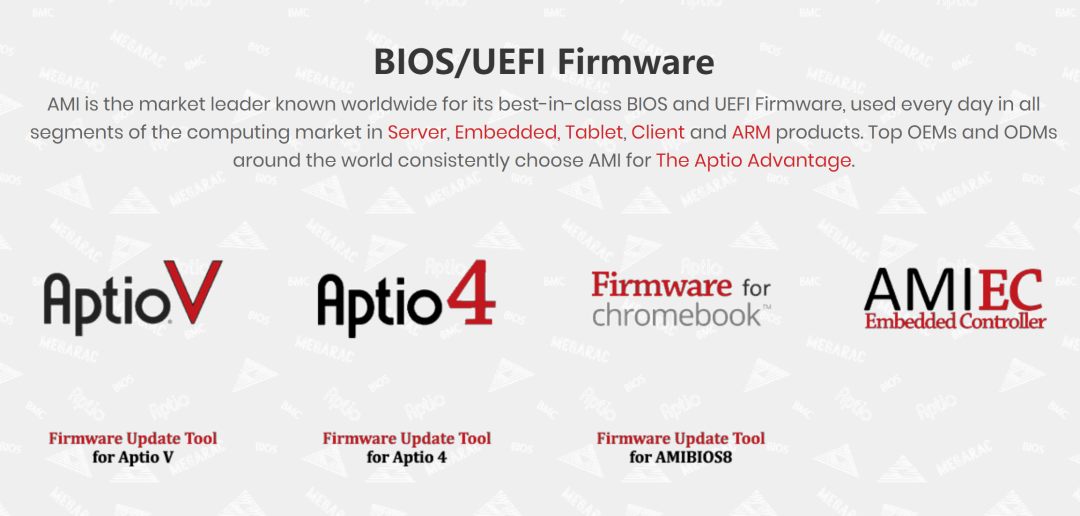 BIOS/UEFI Firmware
AMI is the market leader known worldwide for its best-in-class BIOS and UEFI Firmware, used every day in all
segments of the computing market in Server, Embedded, Tablet, Client and ARM products. Top OEMs and ODMs
around the world consistently choose AMI for The Aptio Advantage.
Aptio V
Aptio 4
Firmware for
chromebook™
AMIEC
Embedded Controller
Firmware Update Tool
for Aptio V
Firmware Update Tool
for Aptio 4
Firmware Update Tool
for AMIBIOS8